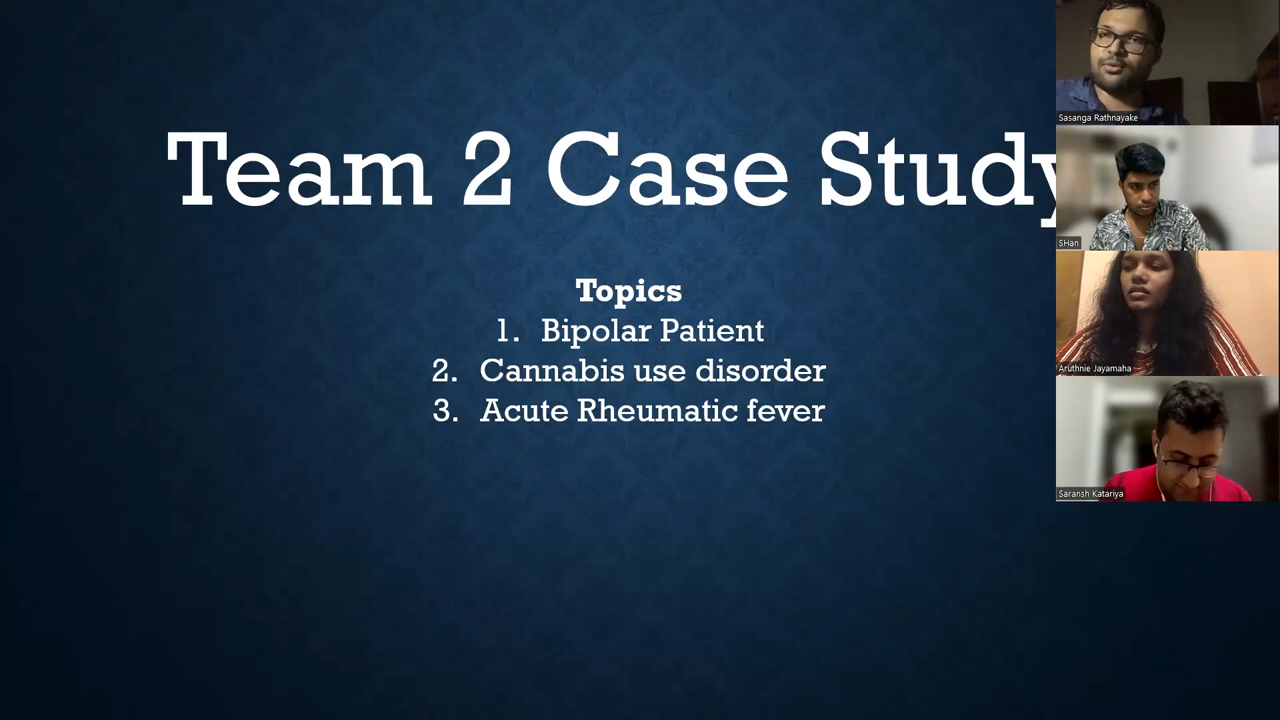 Team 2 Case Study
Topics
1. Bipolar Patient
2. Cannabis use disorder
3. Acute Rheumatic fever
Sasanga Rathnayake
SHan
Aruthnie Jayamaha
Saransh Katariya